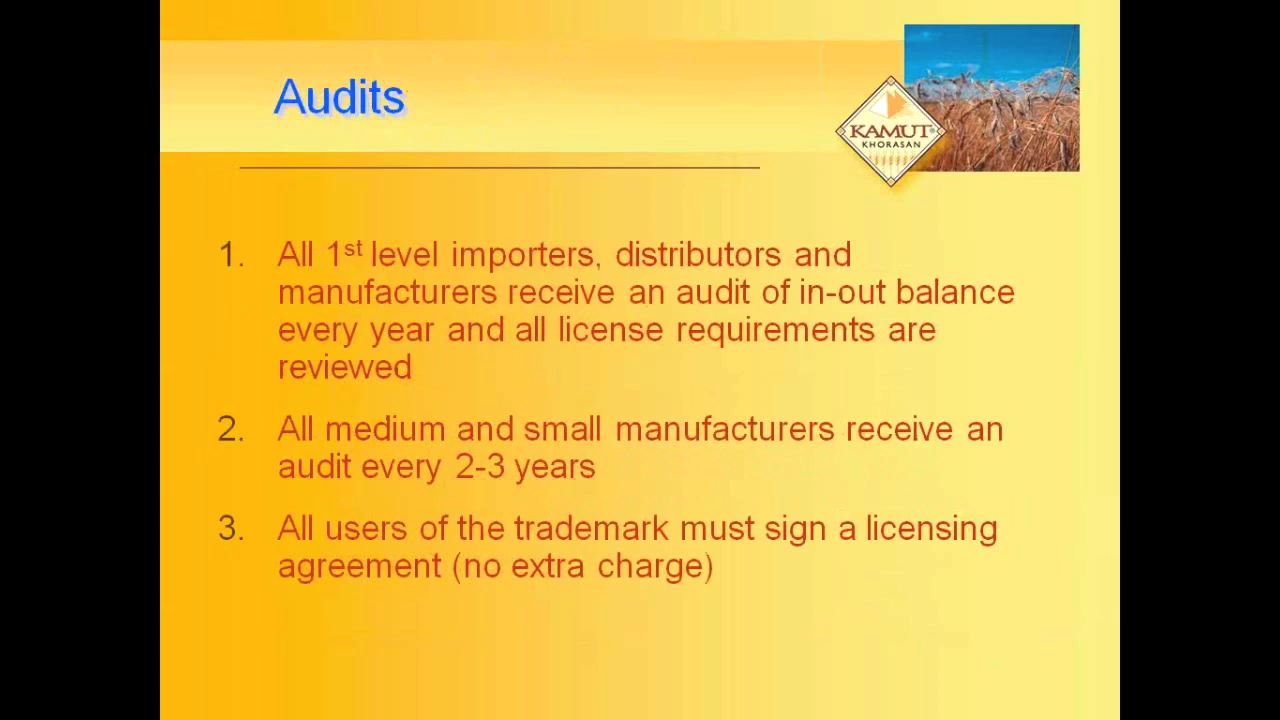 Audits
KAMUT®
KHORASAN
1. All 1st level importers, distributors and
manufacturers receive an audit of in-out balance
every year and all license requirements are
reviewed
2. All medium and small manufacturers receive an
audit every 2-3 years
3. All users of the trademark must sign a licensing
agreement (no extra charge)